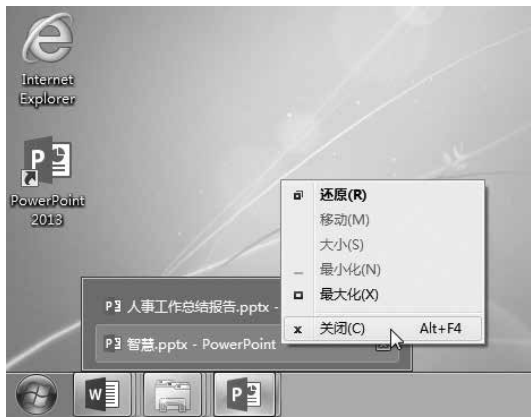 Internet
Explorer
PowerPoint
2013
还原(R)
移动(M)
大小(S)
最小化(N)
最大化(X)
关闭(C) Alt+F4
人事工作总结报告.pptx -
智慧.pptx - PowerPoint